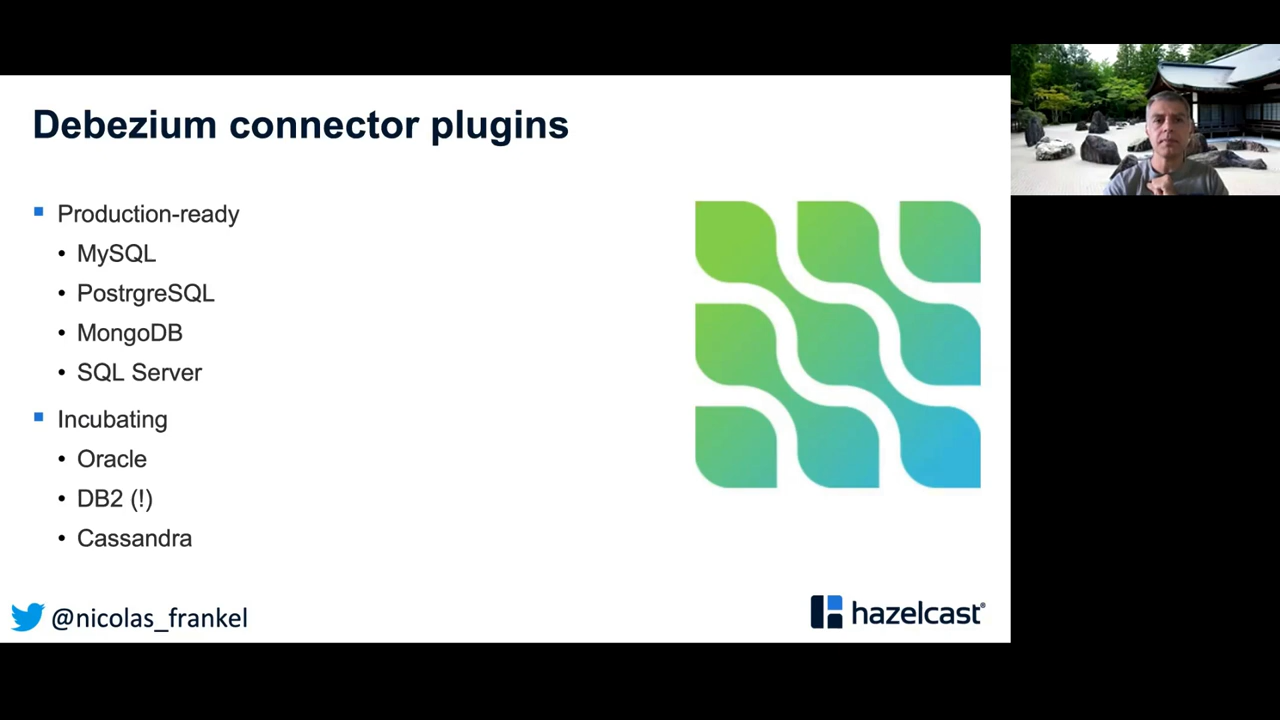 Debezium connector plugins
▪ Production-ready
• MySQL
• PostrgreSQL
• MongoDB
• SQL Server
▪ Incubating
• Oracle
• DB2 (!)
• Cassandra
@nicolas_frankel
hazelcast®